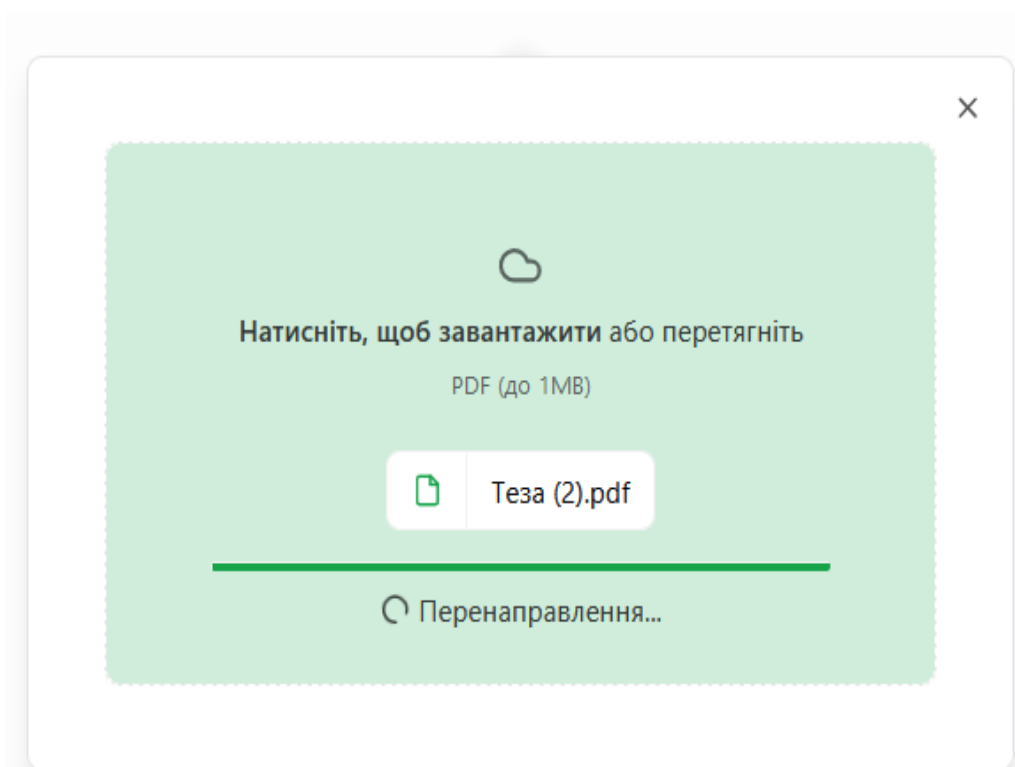 Натисніть, щоб завантажити або перетягніть
PDF (до 1MB)
Теза (2).pdf
Перенаправлення...